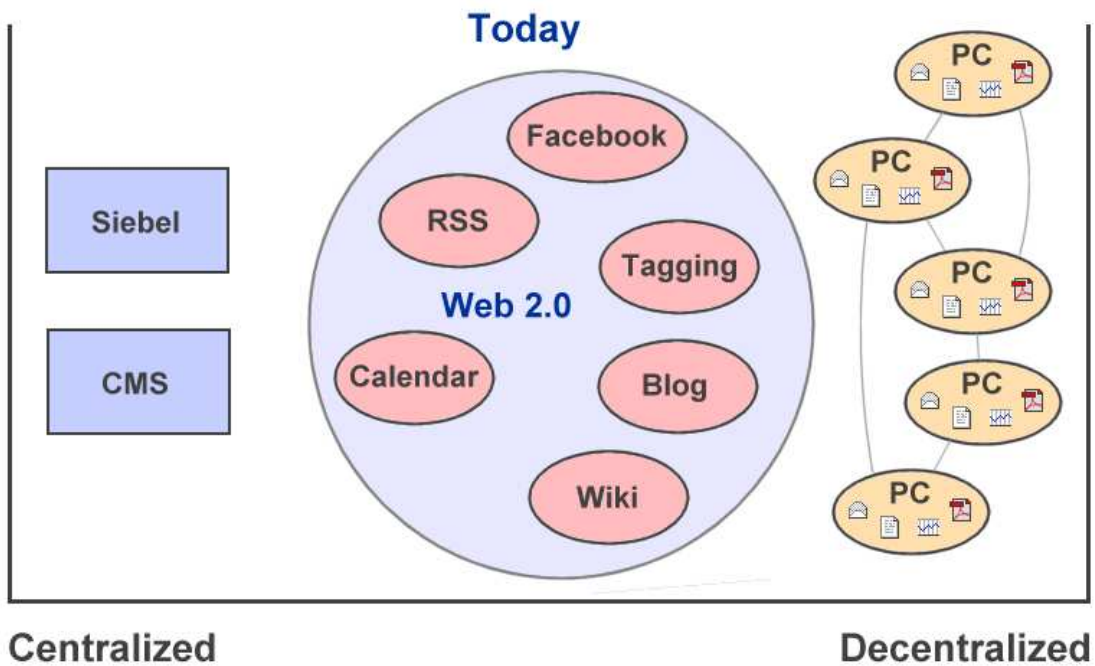 Today
Siebel
CMS
Facebook
RSS
Tagging
Web 2.0
Calendar
Blog
Wiki
PC
PC
PC
PC
PC
Centralized
Decentralized